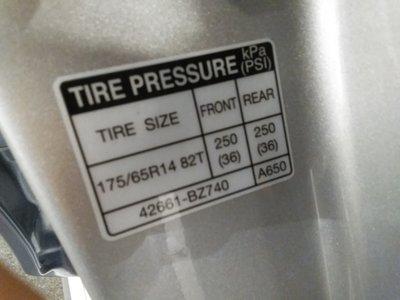 TIRE PRESSURE kPa (PSI)
TIRE SIZE FRONT REAR
175/65R14 82T 250 (36) 250 (36)
42661-BZ740 A650